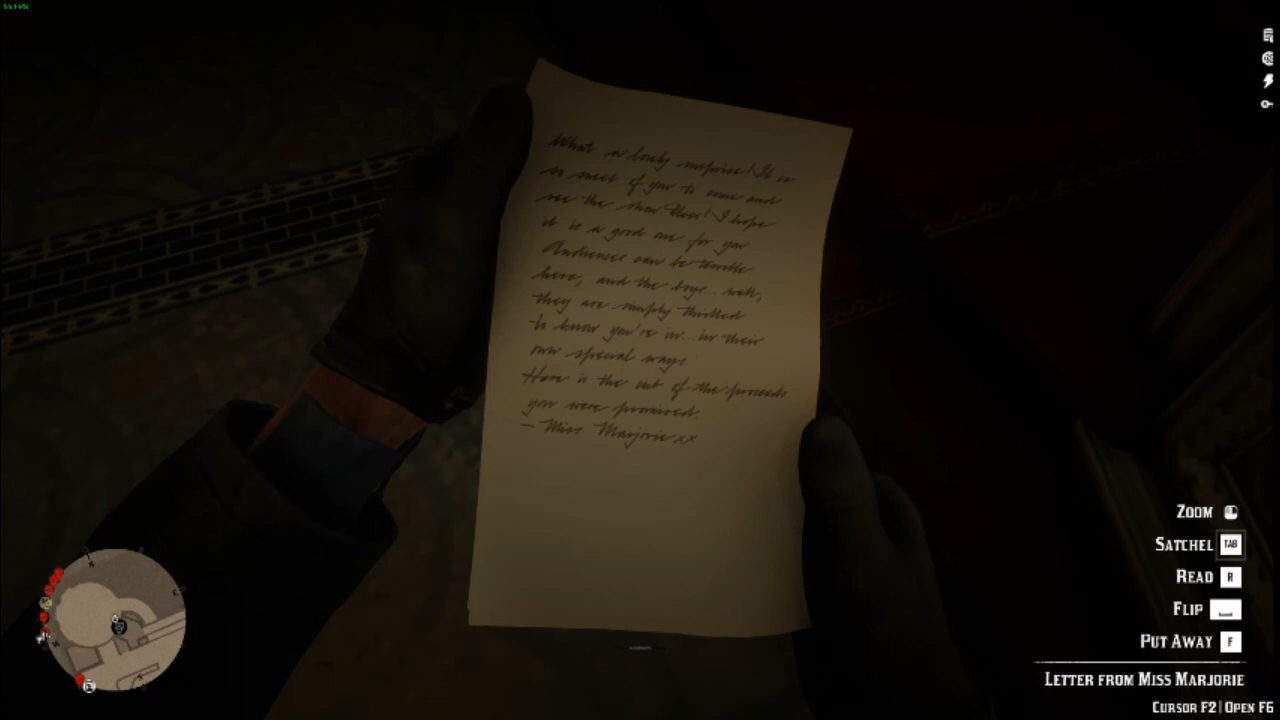 What a lovely surprise! It is
so sweet of you to come and
see the show there! I hope
it is a good one for you
Audiences can be terrible
here, and the boys... well,
they are simply thrilled
to know you're in... in their
own special ways.
Here is the cut of the proceeds
you were promised.
- Miss Marjorie xx
ZOOM
SATCHEL TAB
READ R
FLIP
PUT AWAY F
LETTER FROM MISS MARJORIE
CURSOR F2 | OPEN F6